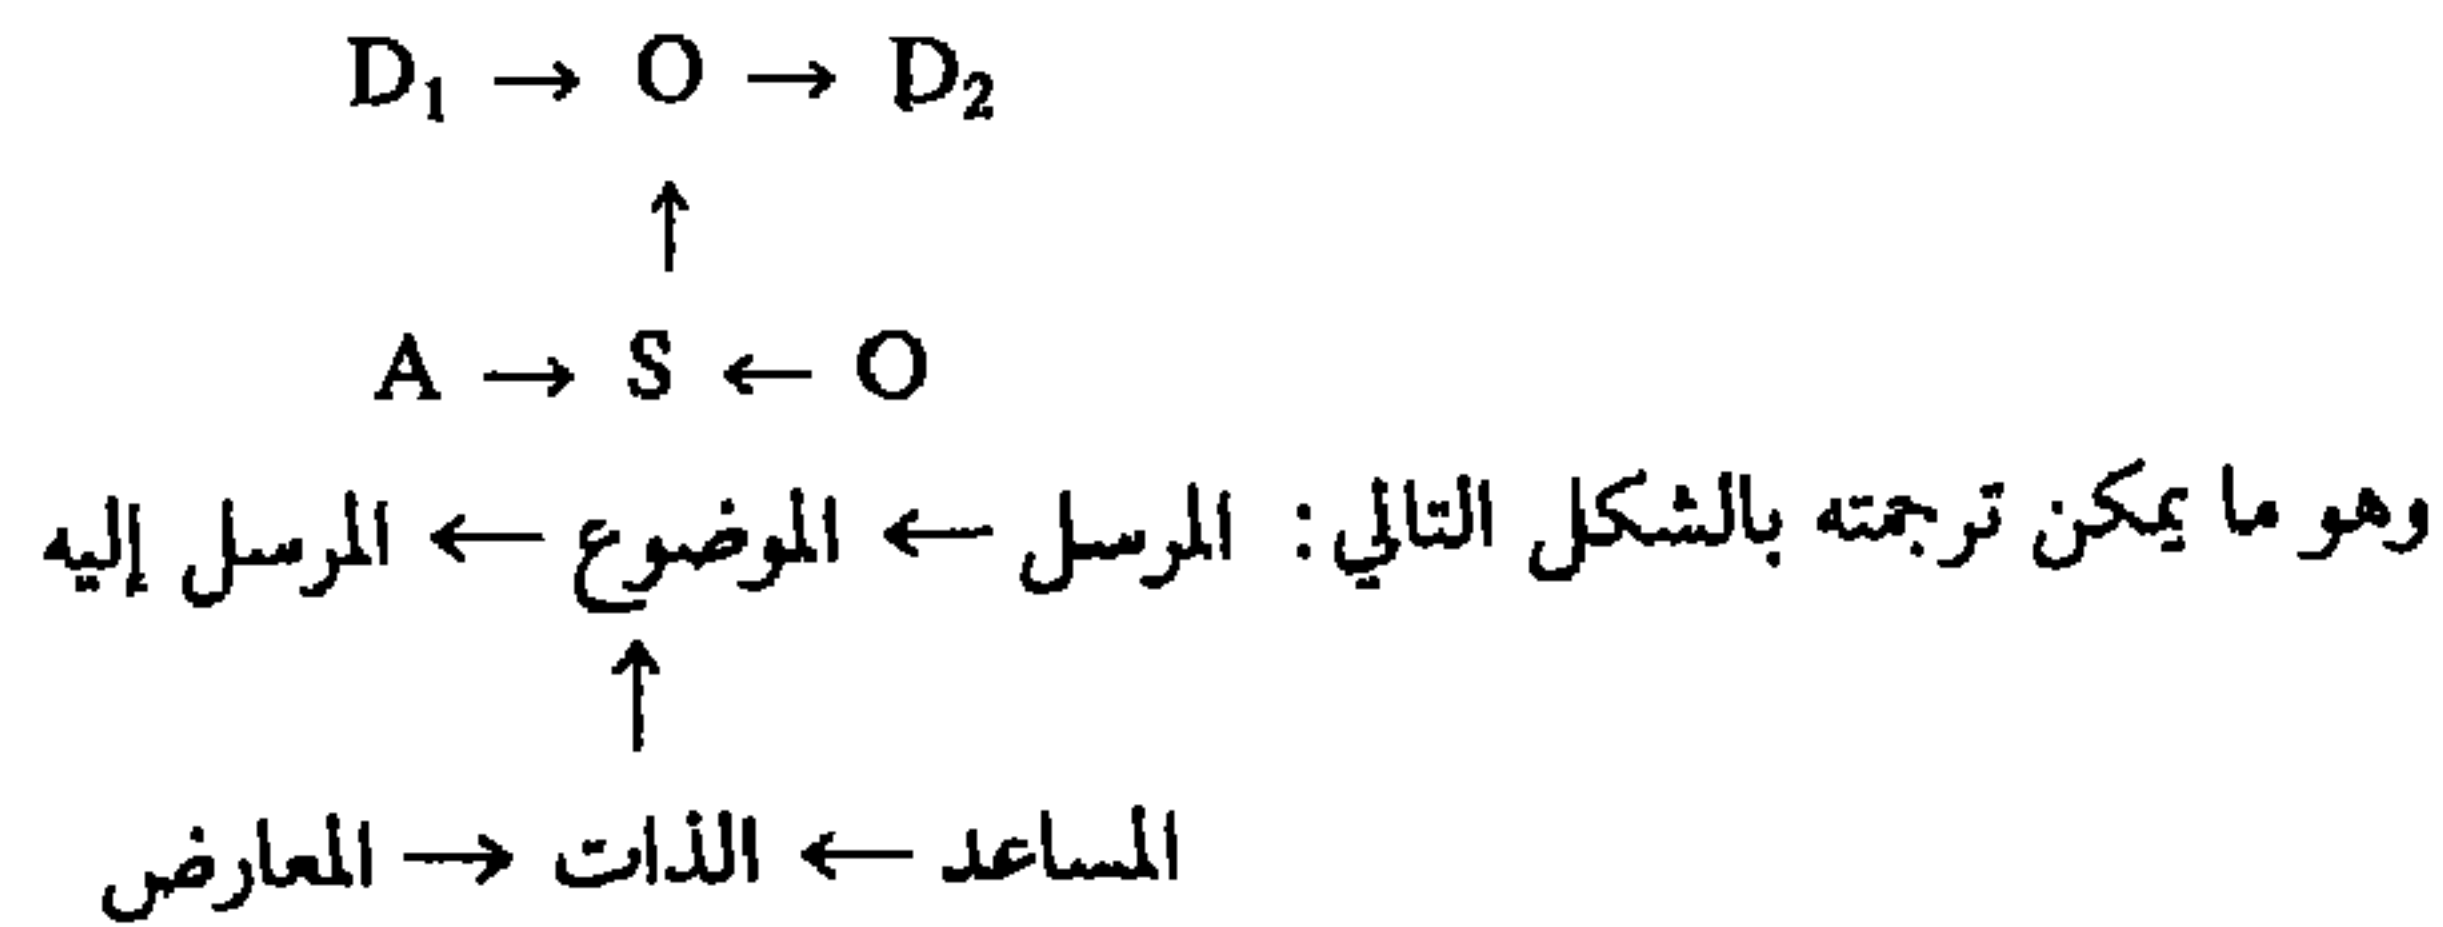 D₁ → O → D₂
↑
A → S ← O
وهو ما يمكن ترجمته بالشكل التالي: المرسل ← الموضوع ← المرسل إليه
↑
المساعد ← الذات → المعارض